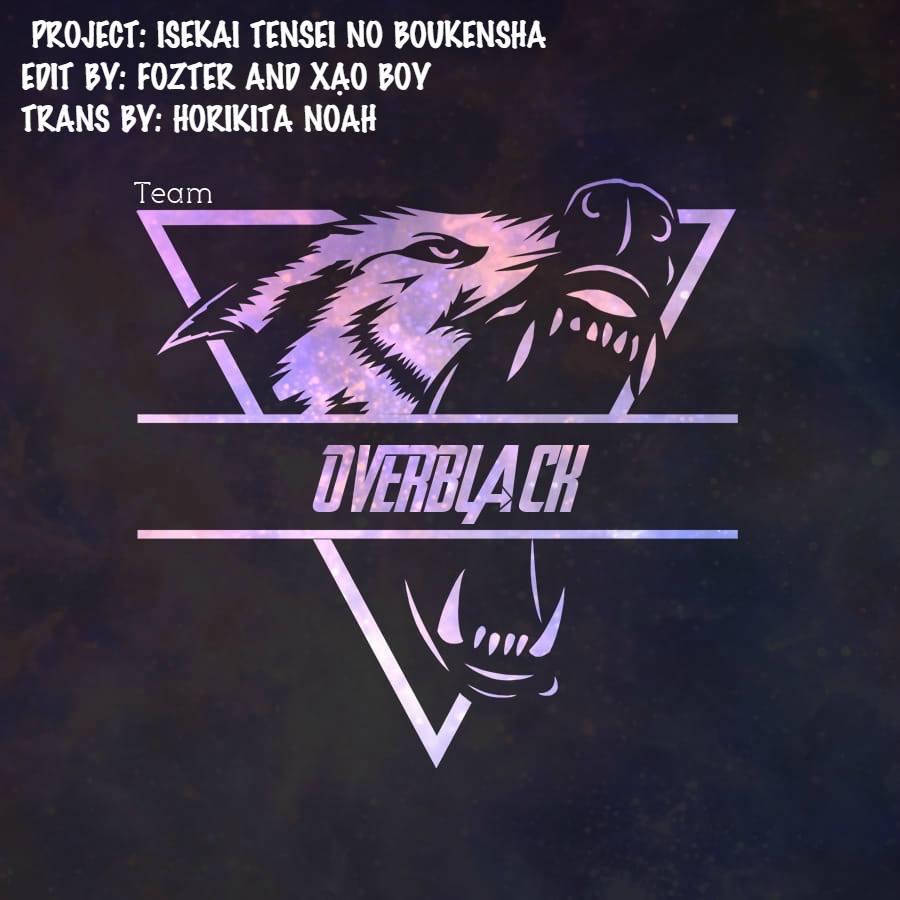 PROJECT: ISEKAI TENSEI NO BOUKENSHA
EDIT BY: FOZTER AND XẠO BOY
TRANS BY: HORIKITA NOAH
Team
OVERBLACK